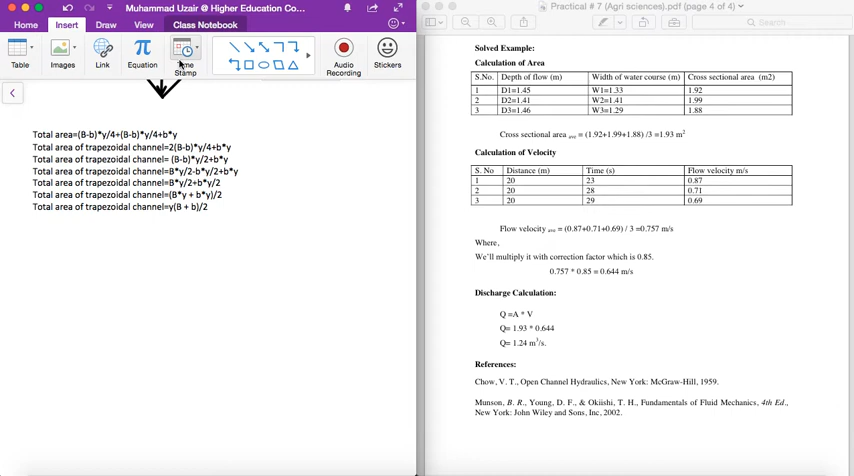 Muhammad Uzair @ Higher Education Co...
Home Insert Draw View Class Notebook
Table Images Link Equation Time Stamp Audio Recording Stickers
Total area=(B-b)*y/4+(B-b)*y/4+b*y
Total area of trapezoidal channel=2(B-b)*y/4+b*y
Total area of trapezoidal channel= (B-b)*y/2+b*y
Total area of trapezoidal channel=B*y/2-b*y/2+b*y
Total area of trapezoidal channel=B*y/2+b*y/2
Total area of trapezoidal channel=(B*y + b*y)/2
Total area of trapezoidal channel=y(B + b)/2
Practical # 7 (Agri sciences).pdf (page 4 of 4)
Search
Solved Example:
Calculation of Area
S.No. Depth of flow (m) Width of water course (m) Cross sectional area (m2)
1 D1=1.45 W1=1.33 1.92
2 D2=1.41 W2=1.41 1.99
3 D3=1.46 W3=1.29 1.88
Cross sectional area ave = (1.92+1.99+1.88) /3 =1.93 m²
Calculation of Velocity
S. No Distance (m) Time (s) Flow velocity m/s
1 20 23 0.87
2 20 28 0.71
3 20 29 0.69
Flow velocity ave = (0.87+0.71+0.69) / 3 =0.757 m/s
Where,
We'll multiply it with correction factor which is 0.85.
0.757 * 0.85 = 0.644 m/s
Discharge Calculation:
Q =A * V
Q= 1.93 * 0.644
Q= 1.24 m³/s.
References:
Chow, V. T., Open Channel Hydraulics, New York: McGraw-Hill, 1959.
Munson, B. R., Young, D. F., & Okiishi, T. H., Fundamentals of Fluid Mechanics, 4th Ed.,
New York: John Wiley and Sons, Inc, 2002.